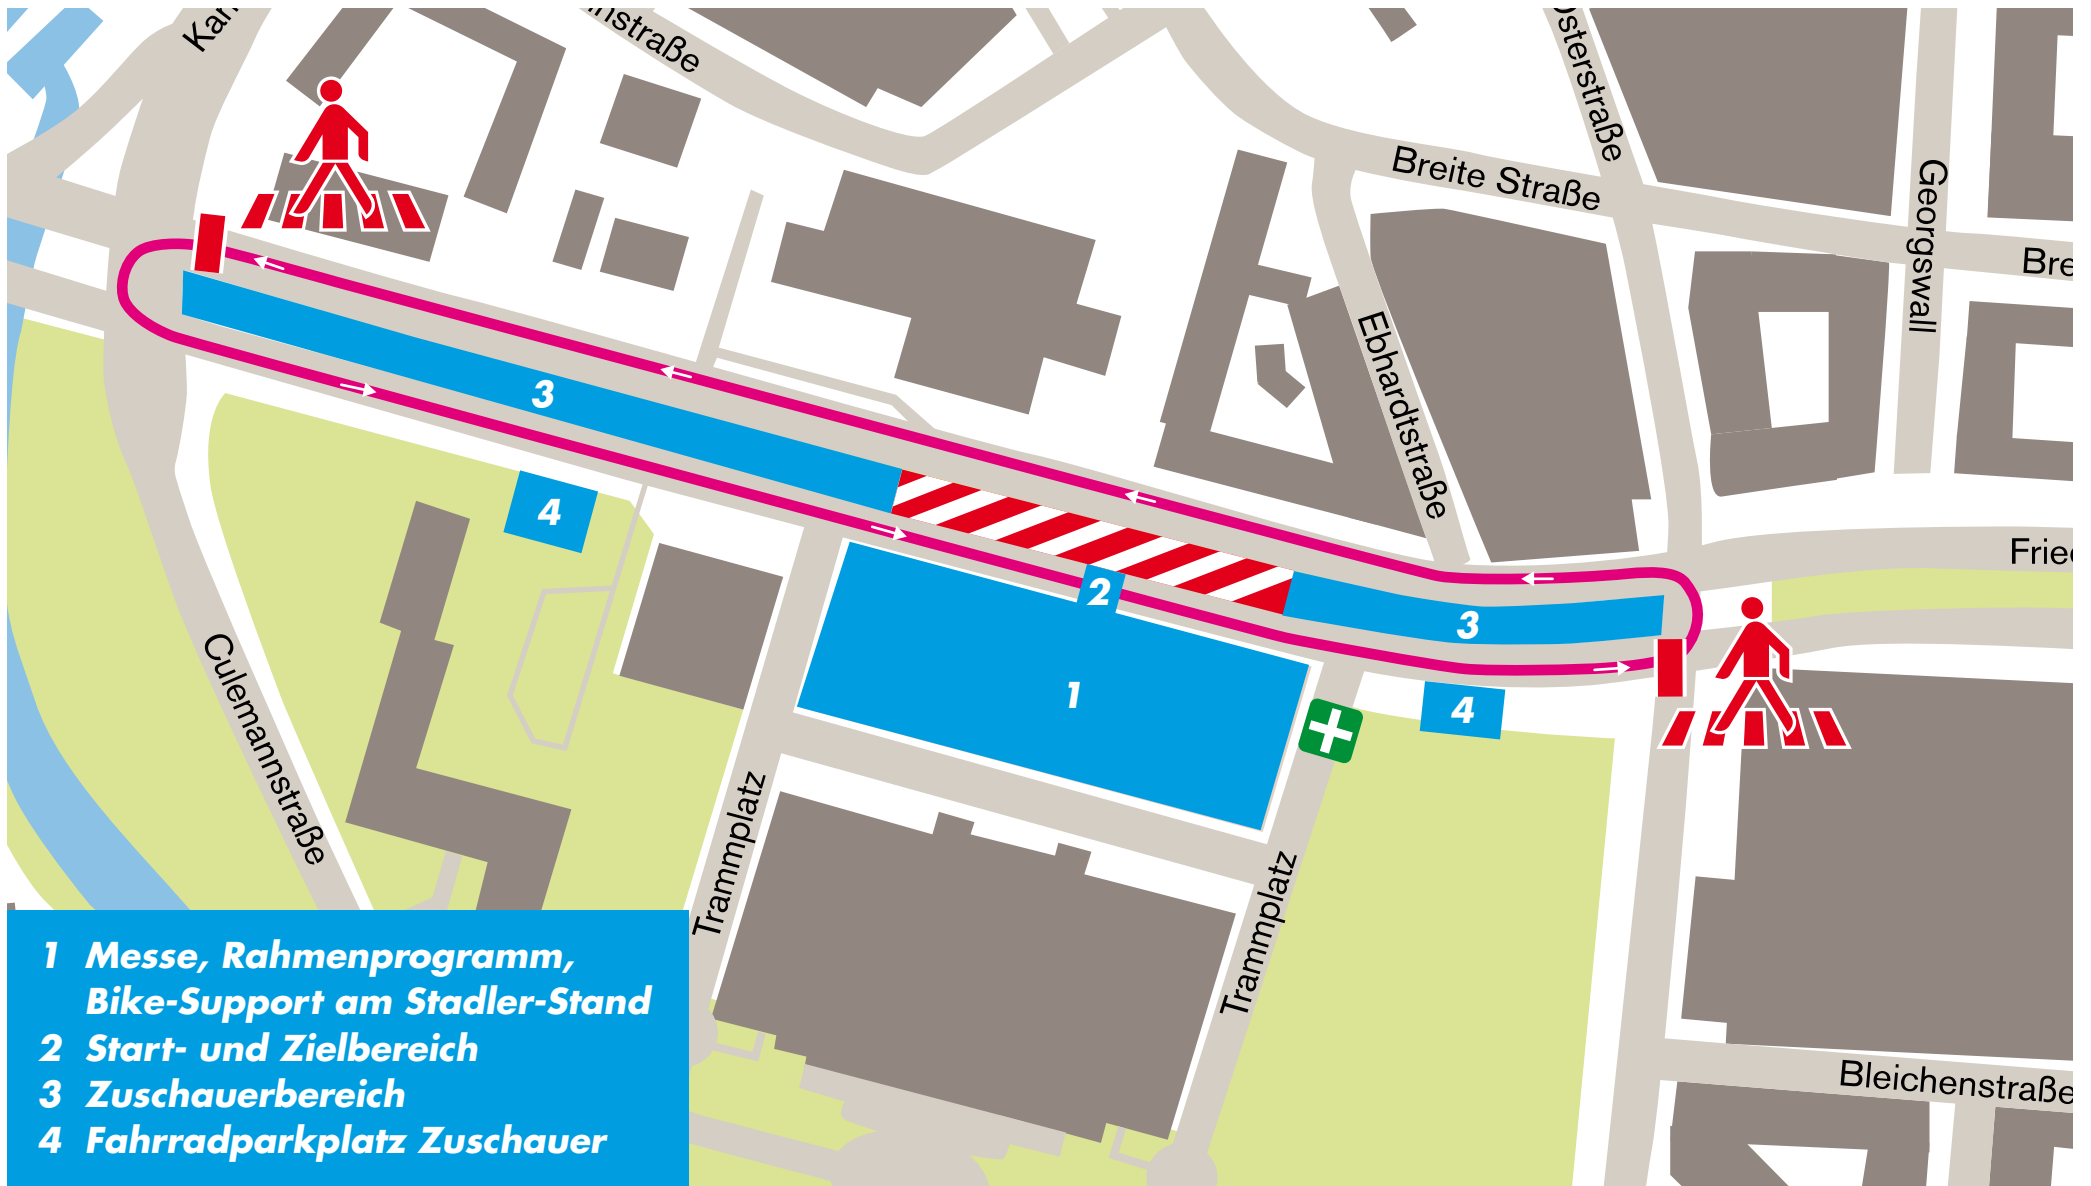 Breite Straße
Georgswall
Ebhardtstraße
3
4
2
3
1
4
Culemannstraße
Trammplatz
Trammplatz
Bleichenstraße
1 Messe, Rahmenprogramm,
Bike-Support am Stadler-Stand
2 Start- und Zielbereich
3 Zuschauerbereich
4 Fahrradparkplatz Zuschauer